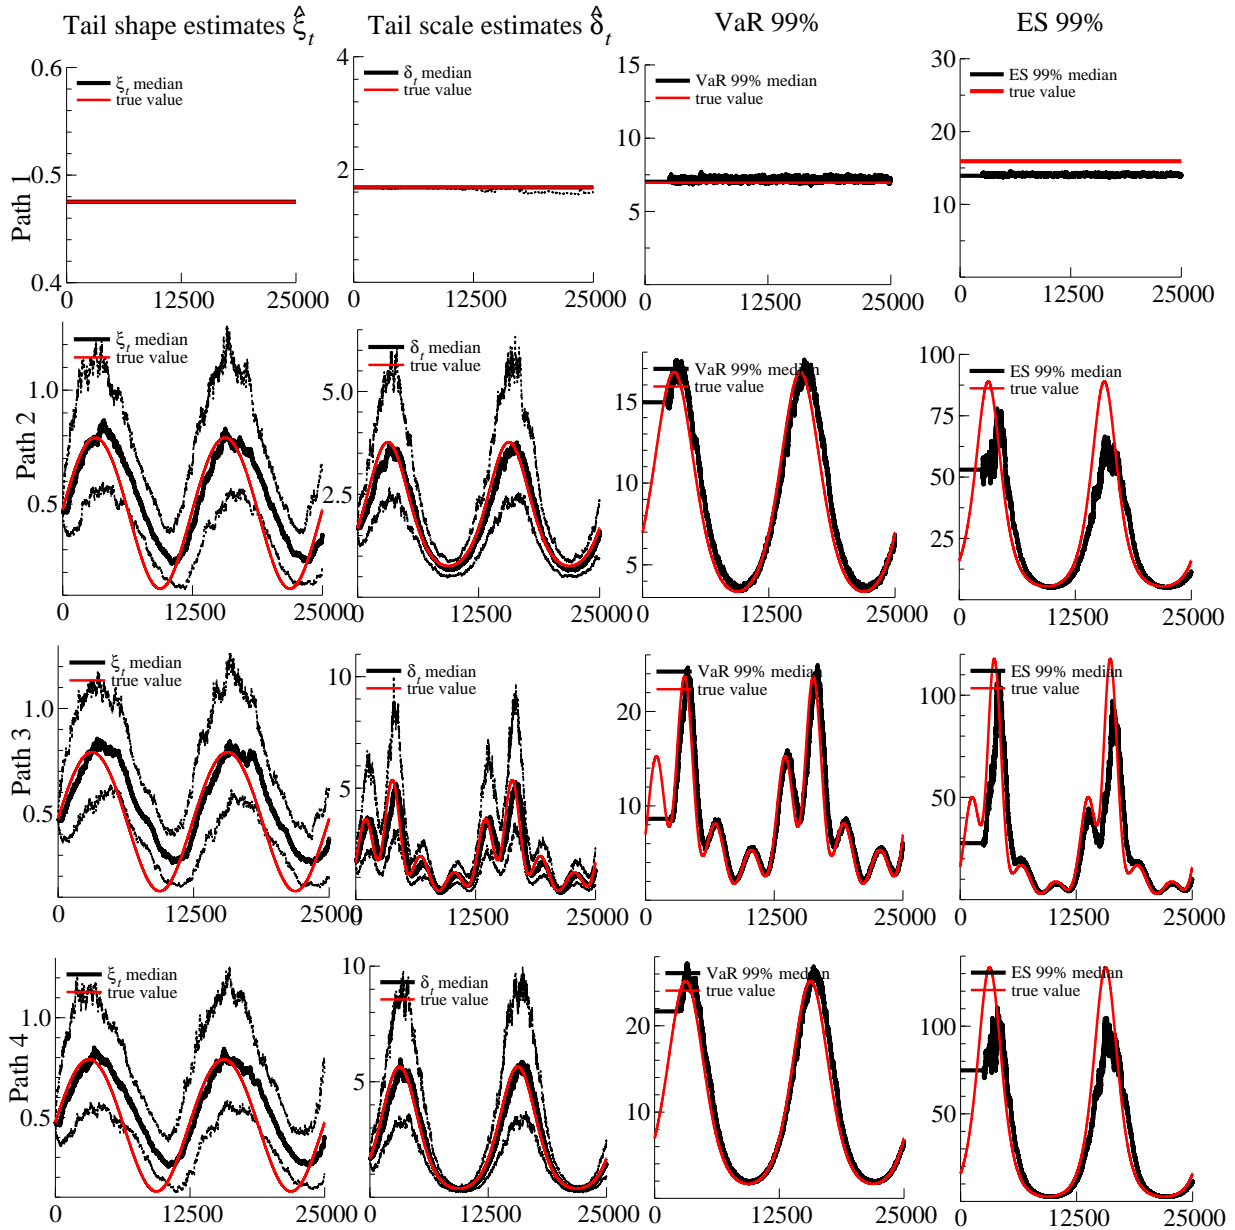 Tail shape estimates ξ̂ₜ
Tail scale estimates δ̂ₜ
VaR 99%
ES 99%
Path 1
0.6
0.5
0.4
ξₜ median
true value
0 12500 25000
4
2
δₜ median
true value
0 12500 25000
15
10
5
VaR 99% median
true value
0 12500 25000
30
20
10
ES 99% median
true value
0 12500 25000
Path 2
1.0
0.5
ξₜ median
true value
0 12500 25000
5.0
2.5
δₜ median
true value
0 12500 25000
15
10
5
VaR 99% median
true value
0 12500 25000
100
75
50
25
ES 99% median
true value
0 12500 25000
Path 3
1.0
0.5
ξₜ median
true value
0 12500 25000
10
5
δₜ median
true value
0 12500 25000
24
16
8
VaR 99% median
true value
0 12500 25000
100
50
ES 99% median
true value
0 12500 25000
Path 4
1.0
0.5
ξₜ median
true value
0 12500 25000
10
5
δₜ median
true value
0 12500 25000
20
10
VaR 99% median
true value
0 12500 25000
100
50
ES 99% median
true value
0 12500 25000